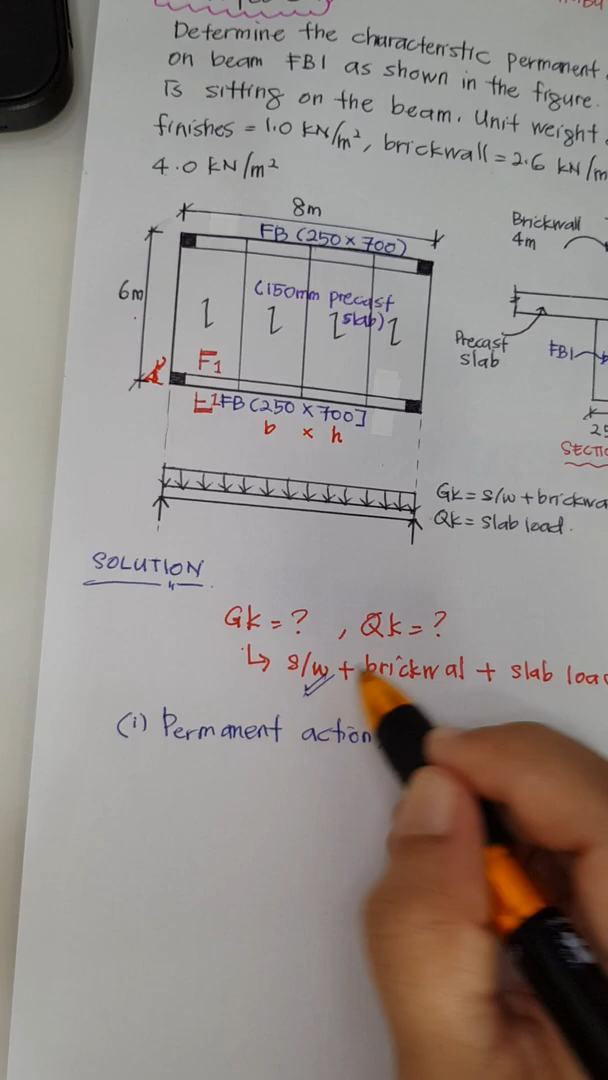 Determine the characteristic permanent
on beam FB1 as shown in the figure.
is sitting on the beam. Unit weight
finishes = 1.0 kN/m², brickwall = 2.6 kN/m
4.0 kN/m²
8m
FB (250 x 700)
6m
(150mm precast
slab)
F1
FB (250 x 700]
b x h
Brickwall
4m
Precast
slab
FB1
25
SECTIO
Gk = s/w + brickwa
Qk = slab load.
SOLUTION
Gk = ? , Qk = ?
↳ s/w + brickwal + slab load
(i) Permanent action